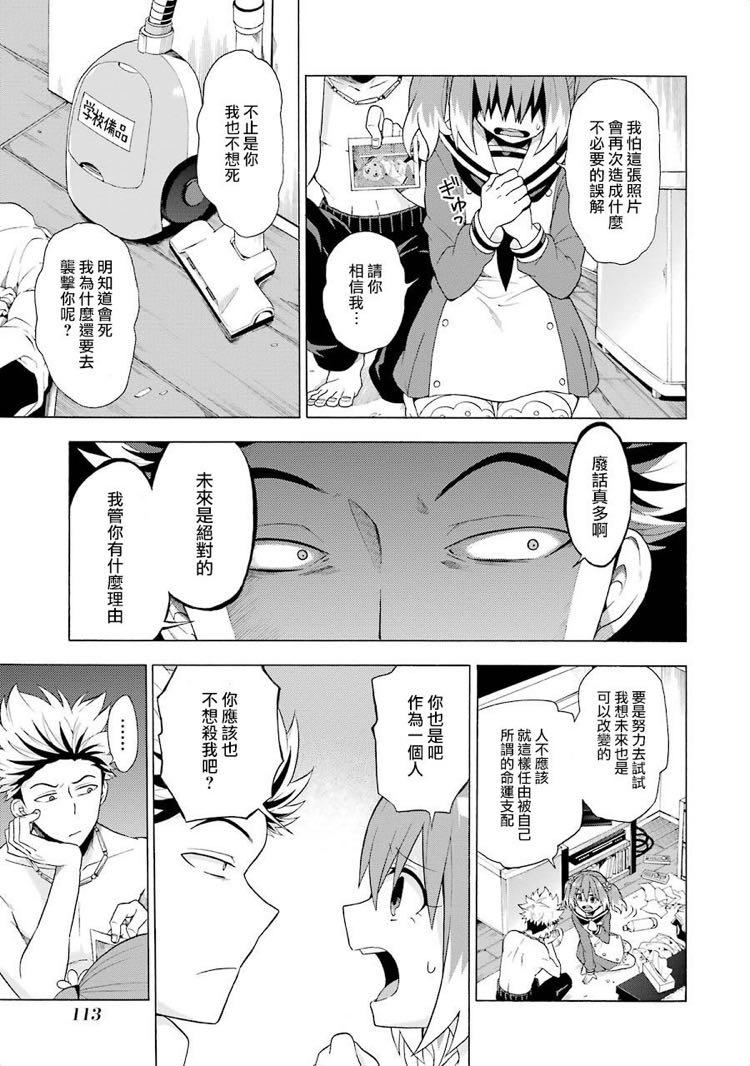 我怕這張照片
會再次造成什麼
不必要的誤解
ぎゅっ
請你
相信我…
不止是你
我也不想死
学校備品
明知道會死
我為什麼還要去
襲擊你呢？
廢話真多啊
未來是絕對的
我管你有什麼理由
要是努力去試試
我想未來也是
可以改變的
人不應該
就這樣任由被自己
所謂的命運支配
你也是吧
作為一個人
你應該也
不想殺我吧？
……
113